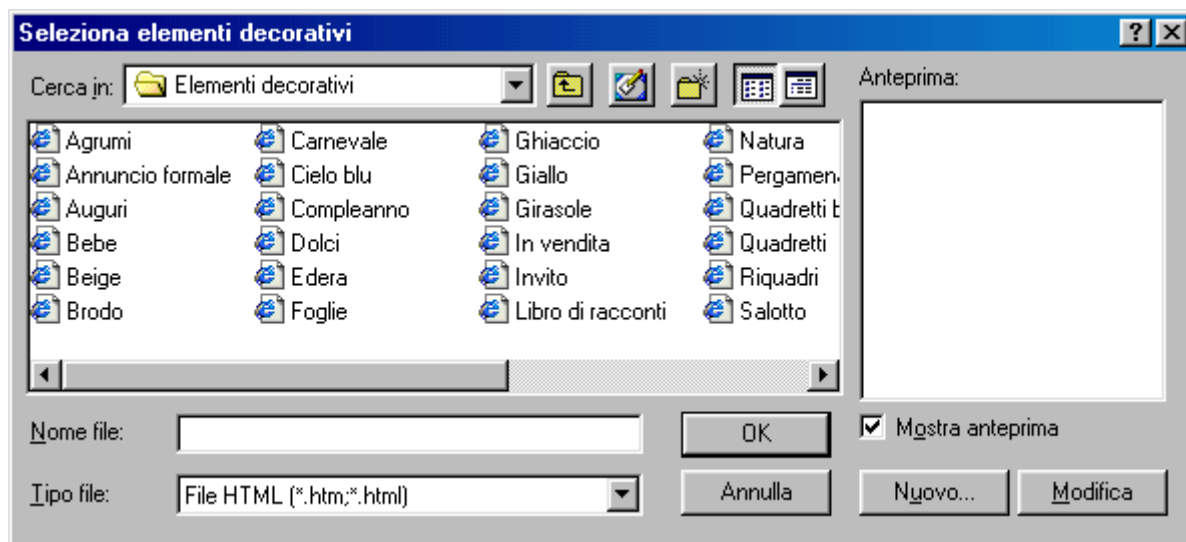 Seleziona elementi decorativi
Cerca in: Elementi decorativi
Anteprima:
Agrumi Carnevale Ghiaccio Natura
Annuncio formale Cielo blu Giallo Pergamena
Auguri Compleanno Girasole Quadretti b
Bebe Dolci In vendita Quadretti
Beige Edera Invito Riquadri
Brodo Foglie Libro di racconti Salotto
Nome file: OK Mostra anteprima
Tipo file: File HTML (*.htm;*.html) Annulla Nuovo... Modifica